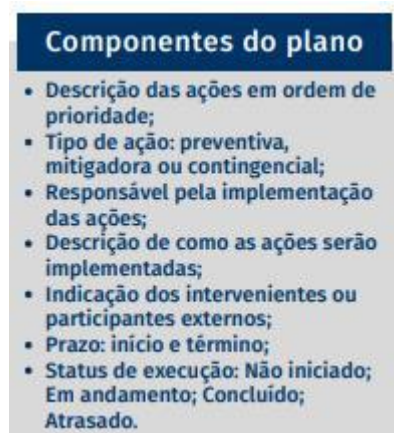 Componentes do plano
• Descrição das ações em ordem de
prioridade;
• Tipo de ação: preventiva,
mitigadora ou contingencial;
• Responsável pela implementação
das ações;
• Descrição de como as ações serão
implementadas;
• Indicação dos intervenientes ou
participantes externos;
• Prazo: início e término;
• Status de execução: Não iniciado;
Em andamento; Concluído;
Atrasado.